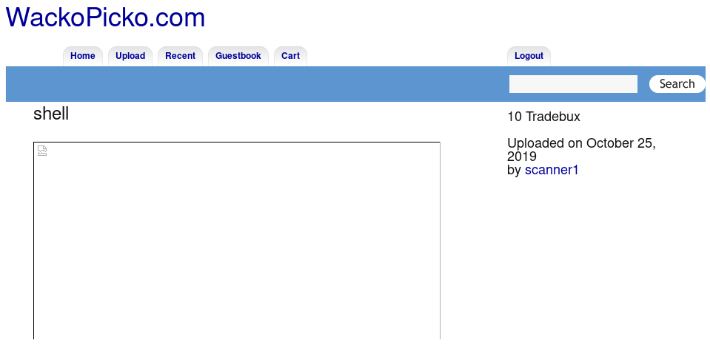 WackoPicko.com
Home Upload Recent Guestbook Cart Logout
Search
shell
10 Tradebux
Uploaded on October 25,
2019
by scanner1